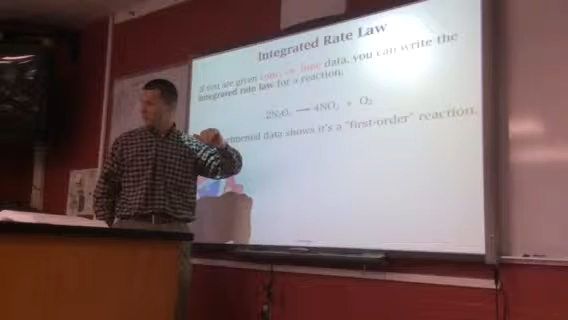 Integrated Rate Law
If you are given conc. vs. time data, you can write the
integrated rate law for a reaction.
2N₂O₅ → 4NO₂ + O₂
data shows it's a "first-order" reaction.